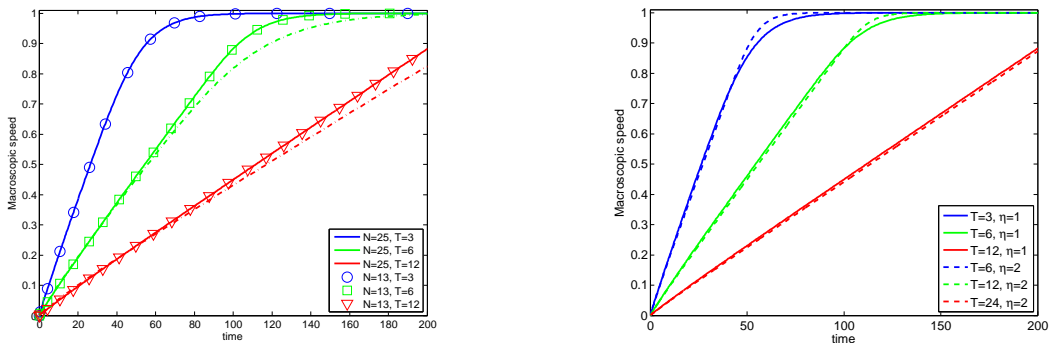 1
0.9
0.8
0.7
0.6
0.5
0.4
0.3
0.2
0.1
0
Macroscopic speed
0 20 40 60 80 100 120 140 160 180 200
time
N=25, T=3
N=25, T=6
N=25, T=12
N=13, T=3
N=13, T=6
N=13, T=12
1
0.9
0.8
0.7
0.6
0.5
0.4
0.3
0.2
0.1
0
Macroscopic speed
0 50 100 150 200
time
T=3, η=1
T=6, η=1
T=12, η=1
T=6, η=2
T=12, η=2
T=24, η=2